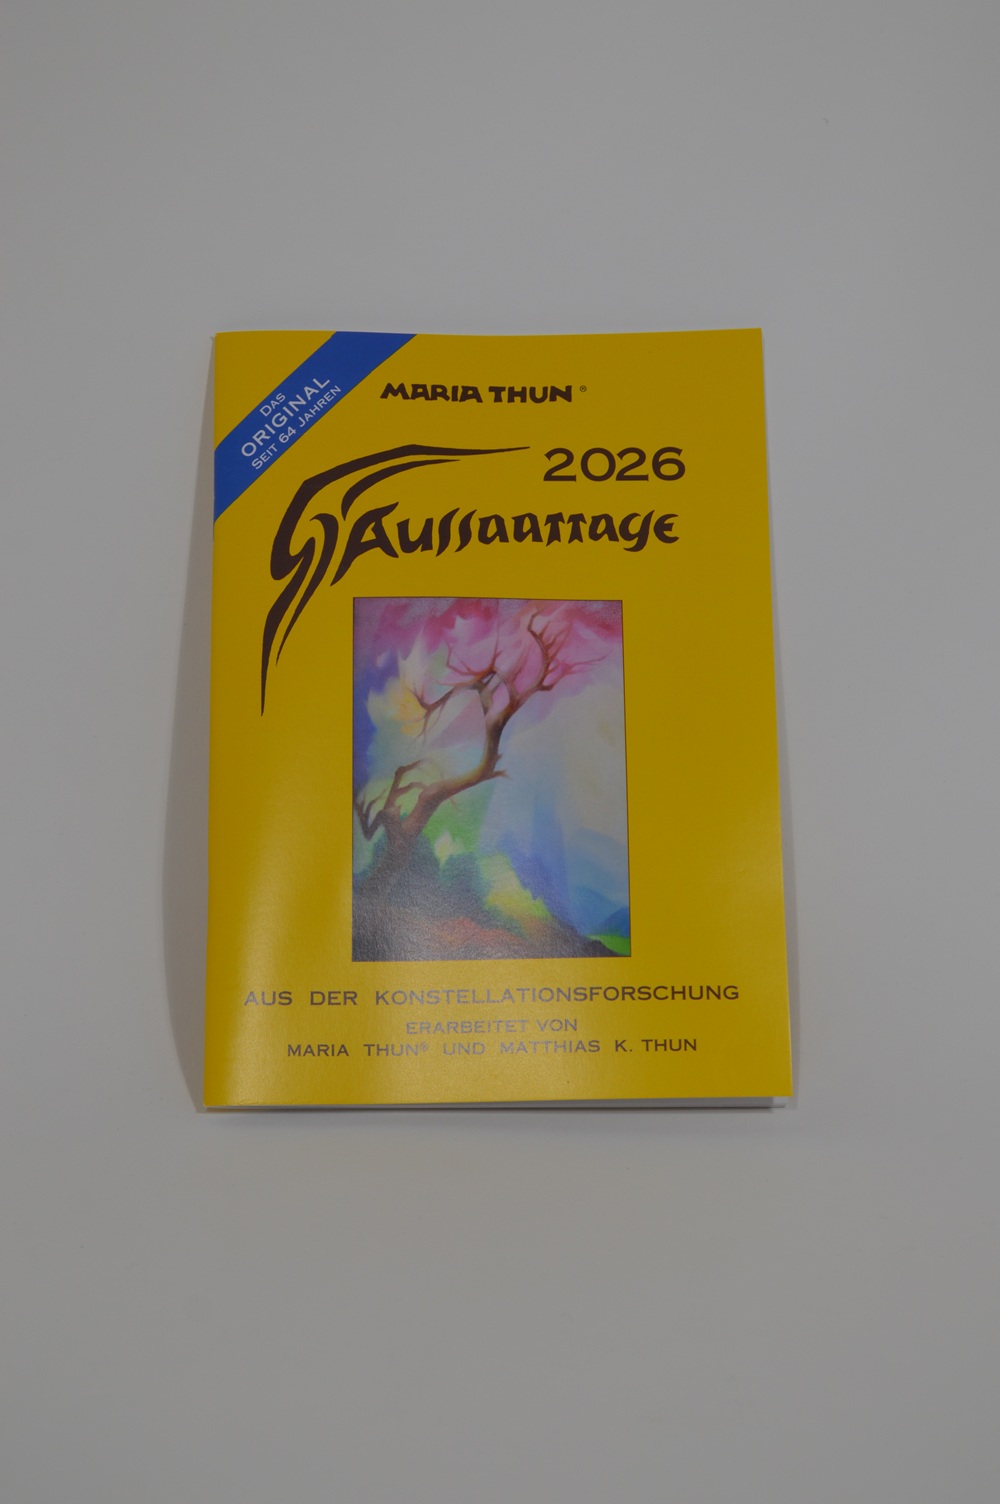 DAS
ORIGINAL
SEIT 64 JAHREN
MARIA THUN®
2026
AUSSAATTAGE
AUS DER KONSTELLATIONSFORSCHUNG
ERARBEITET VON
MARIA THUN® UND MATTHIAS K. THUN